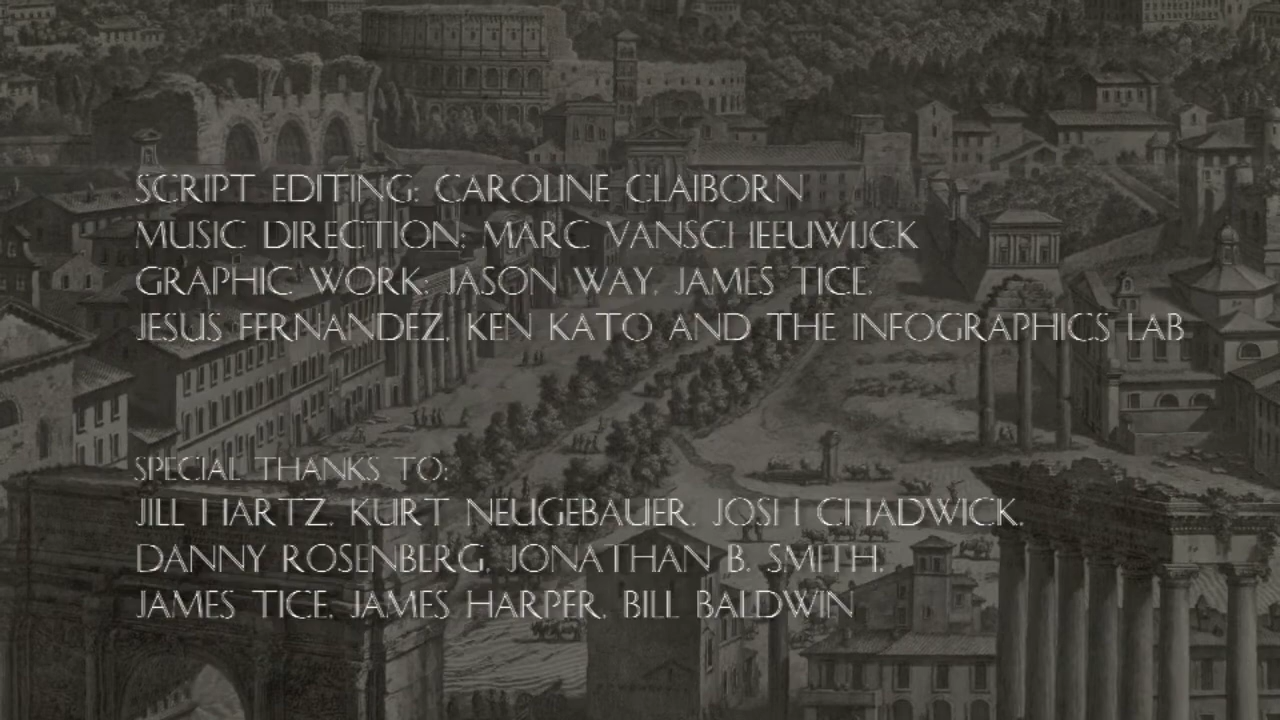 SCRIPT EDITING: CAROLINE CLAIBORN
MUSIC DIRECTION: MARC VANSCHEEUWIJCK
GRAPHIC WORK: JASON WAY, JAMES TICE,
JESUS FERNANDEZ, KEN KATO AND THE INFOGRAPHICS LAB
SPECIAL THANKS TO:
JILL HARTZ, KURT NEUGEBAUER, JOSH CHADWICK,
DANNY ROSENBERG, JONATHAN B. SMITH,
JAMES TICE, JAMES HARPER, BILL BALDWIN